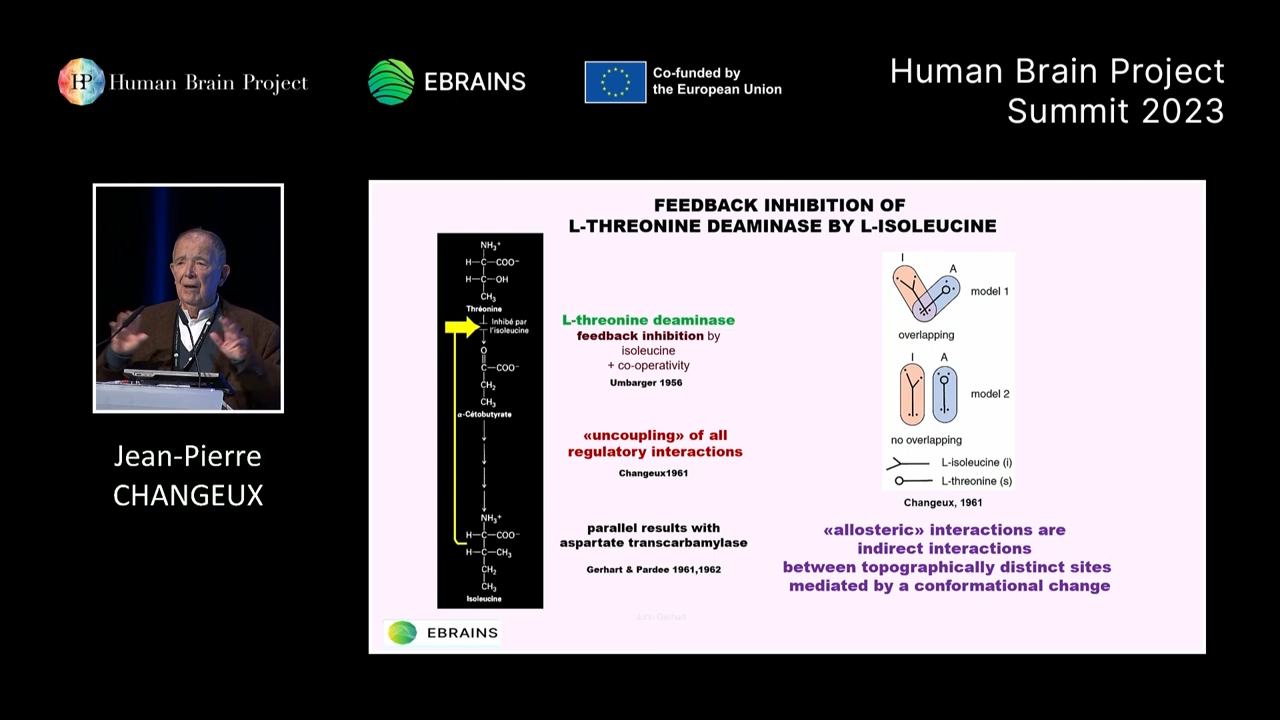 HP Human Brain Project
EBRAINS
Co-funded by
the European Union
Human Brain Project
Summit 2023
Jean-Pierre
CHANGEUX
FEEDBACK INHIBITION OF
L-THREONINE DEAMINASE BY L-ISOLEUCINE
NH₃⁺
H—C—COO⁻
H—C—OH
CH₃
Thréonine
Inhibé par
l'isoleucine
O
C—COO⁻
CH₂
CH₃
α-Cétobutyrate
NH₃⁺
H—C—COO⁻
H—C—CH₃
CH₂
CH₃
Isoleucine
L-threonine deaminase
feedback inhibition by
isoleucine
+ co-operativity
Umbarger 1956
«uncoupling» of all
regulatory interactions
Changeux1961
parallel results with
aspartate transcarbamylase
Gerhart & Pardee 1961,1962
John Gerhart
I
A
model 1
overlapping
I
A
model 2
no overlapping
L-isoleucine (i)
L-threonine (s)
Changeux, 1961
«allosteric» interactions are
indirect interactions
between topographically distinct sites
mediated by a conformational change
EBRAINS